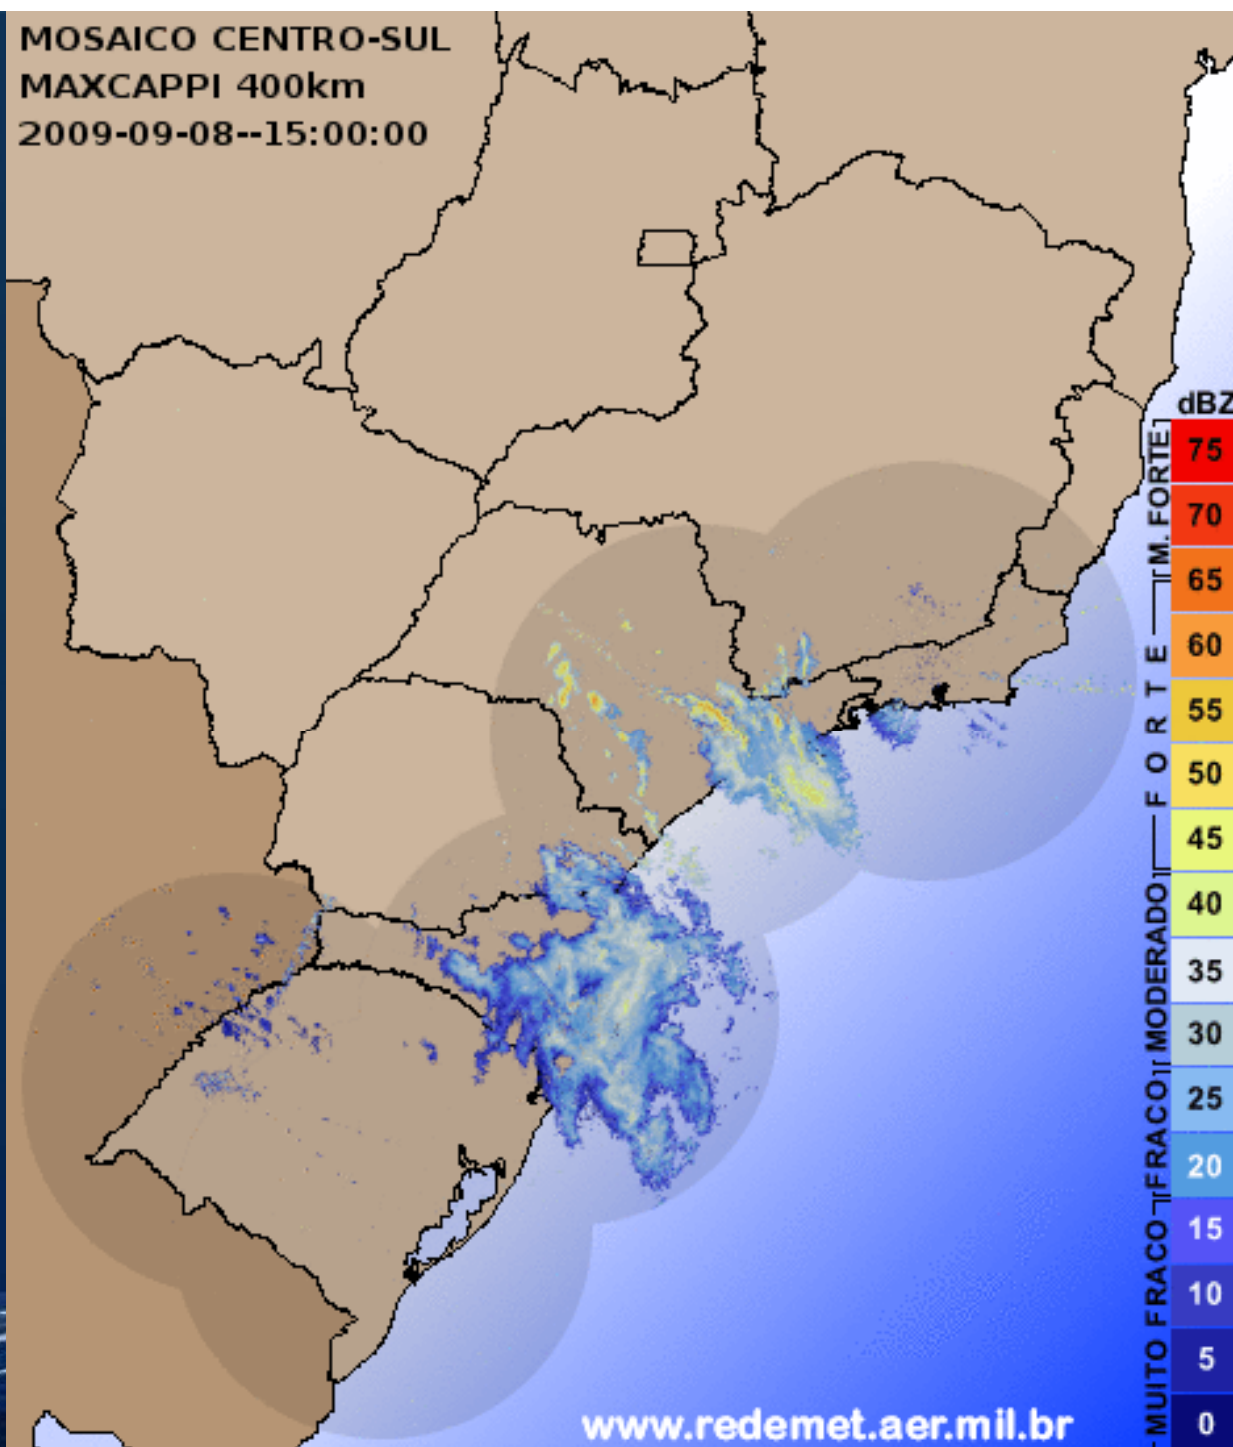 MOSAICO CENTRO-SUL
MAXCAPPI 400km
2009-09-08--15:00:00
dBZ
75
70
65
60
55
50
45
40
35
30
25
20
15
10
5
0
M. FORTE
FORTE
MODERADO
FRACO
MUITO FRACO
www.redemet.aer.mil.br